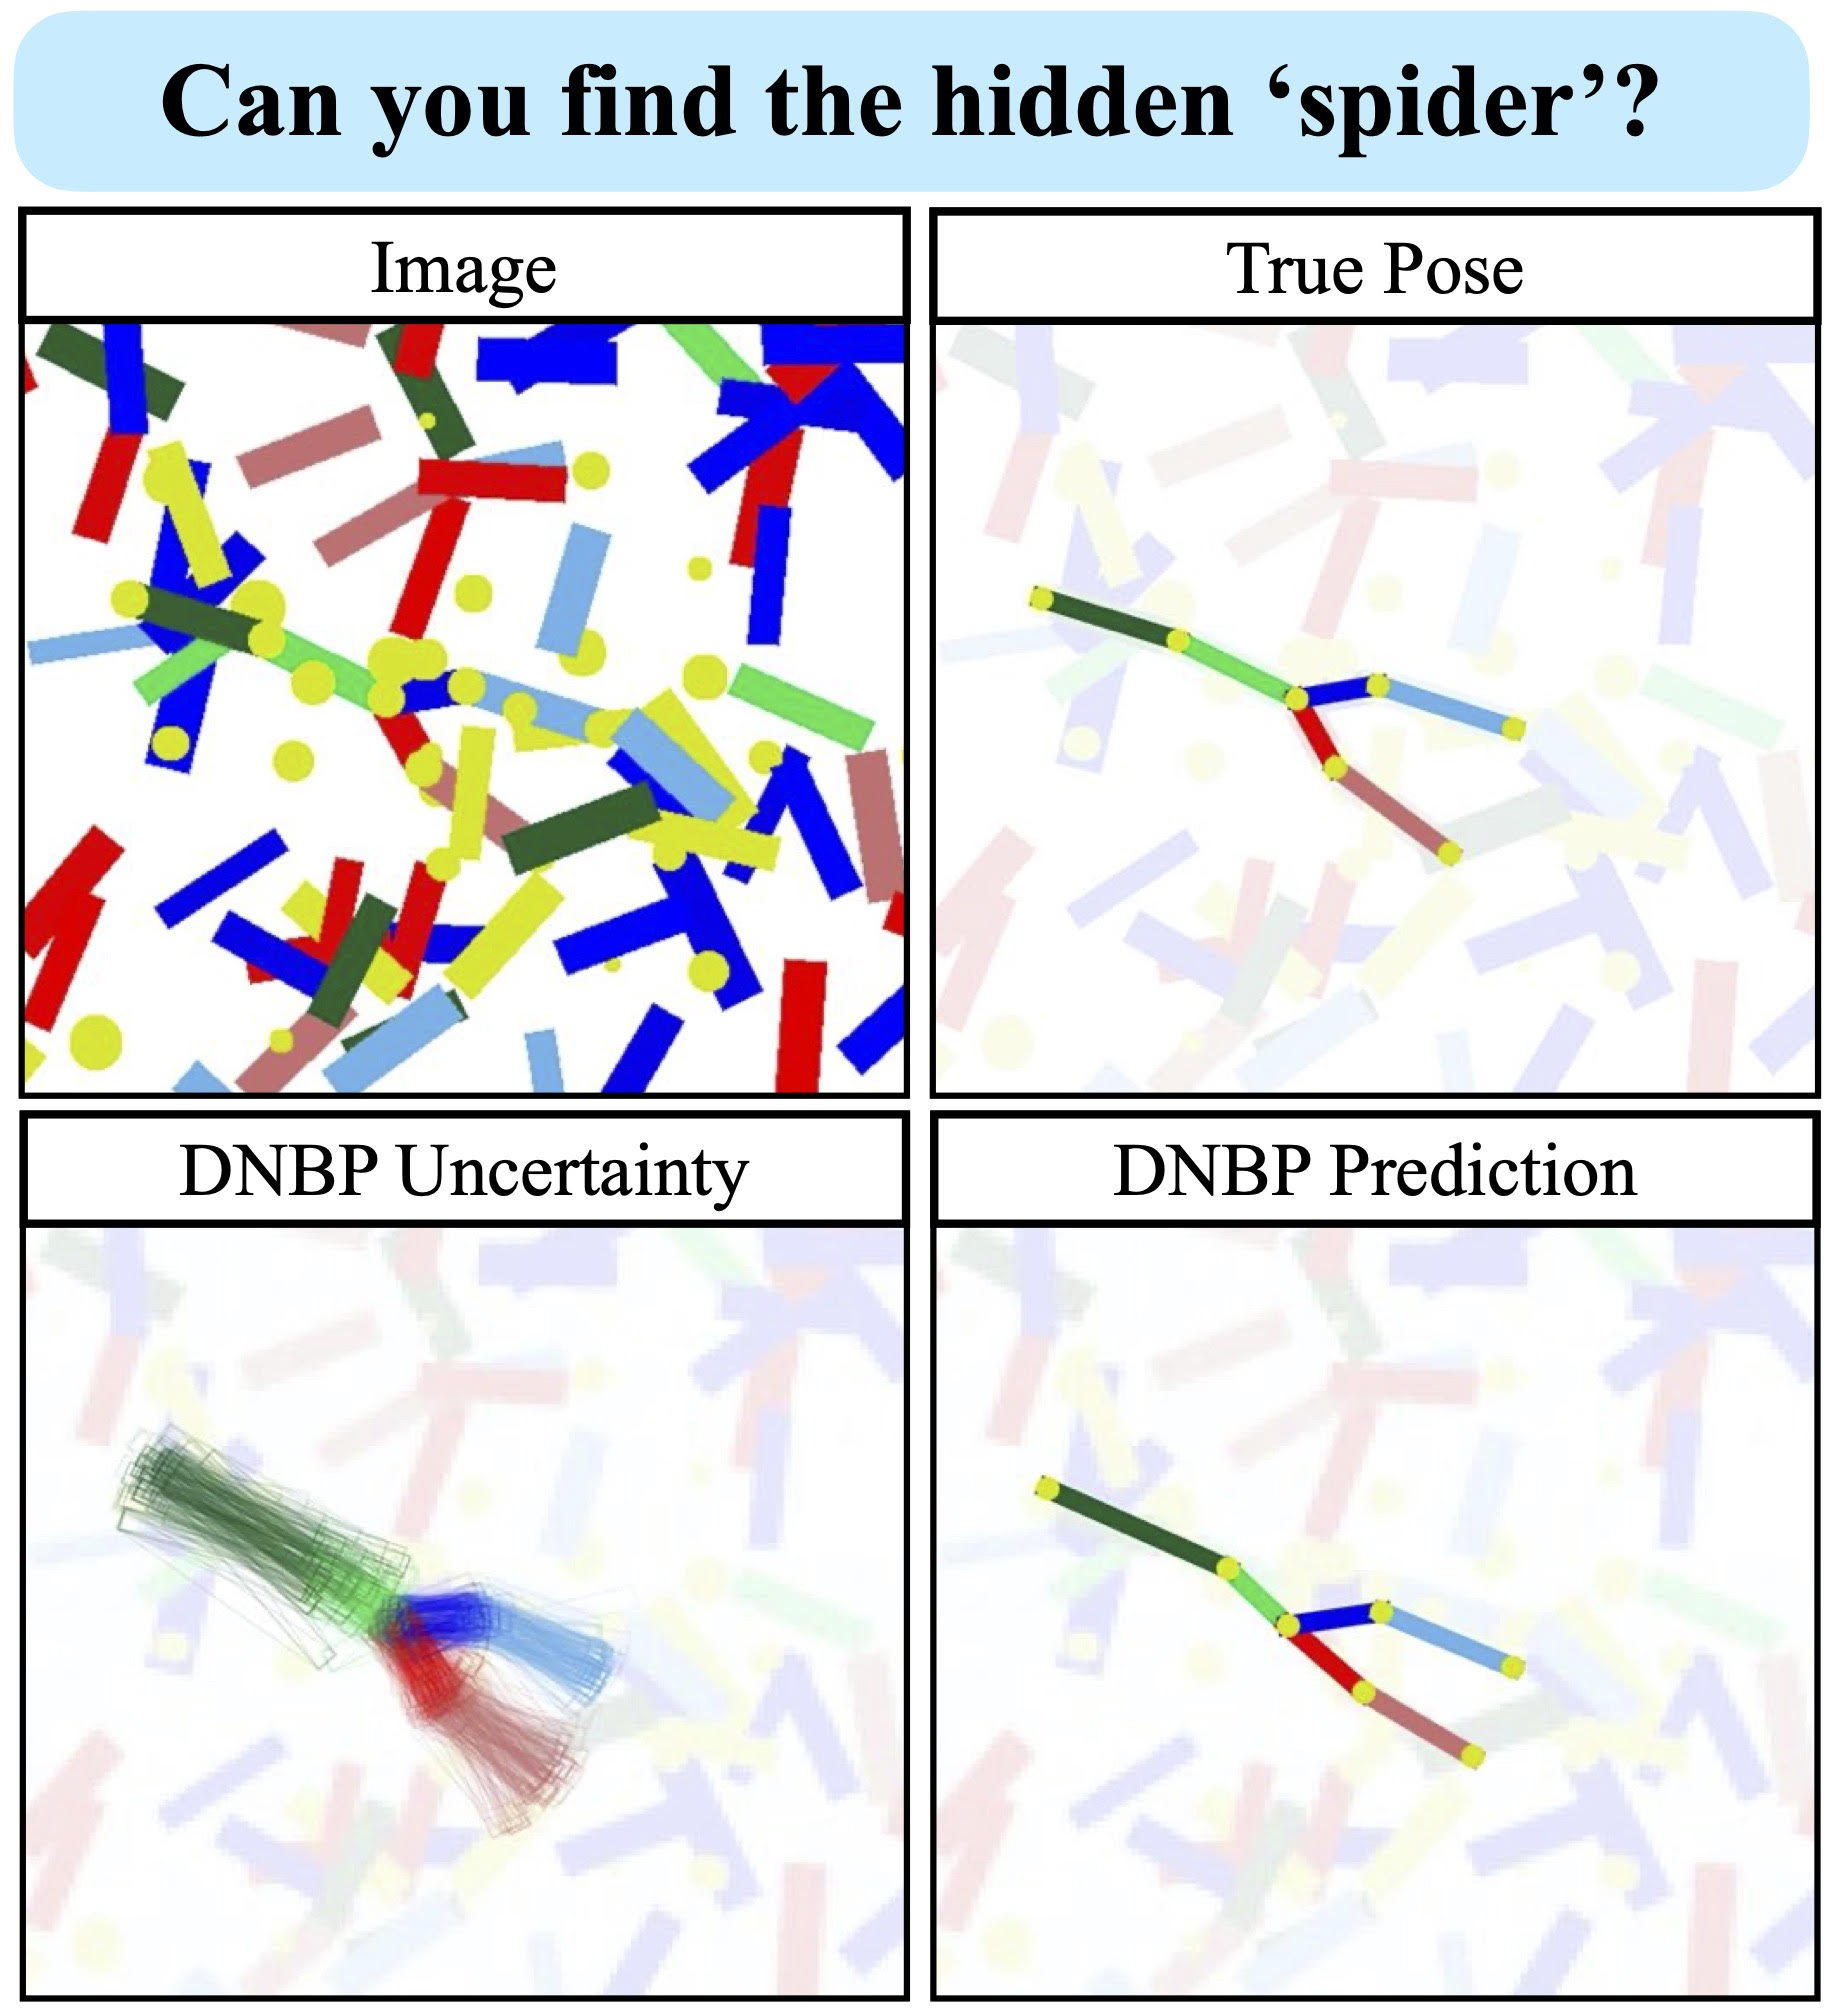 Can you find the hidden ‘spider’?
Image
True Pose
DNBP Uncertainty
DNBP Prediction